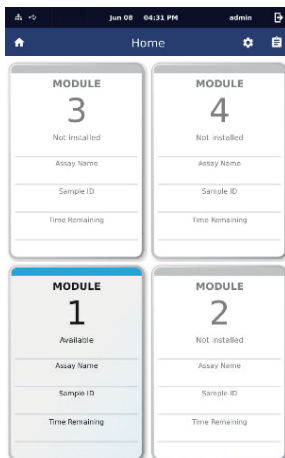 Jun 08 04:31 PM admin
Home
MODULE
3
Not installed
Assay Name
Sample ID
Time Remaining
MODULE
4
Not installed
Assay Name
Sample ID
Time Remaining
MODULE
1
Available
Assay Name
Sample ID
Time Remaining
MODULE
2
Not installed
Assay Name
Sample ID
Time Remaining